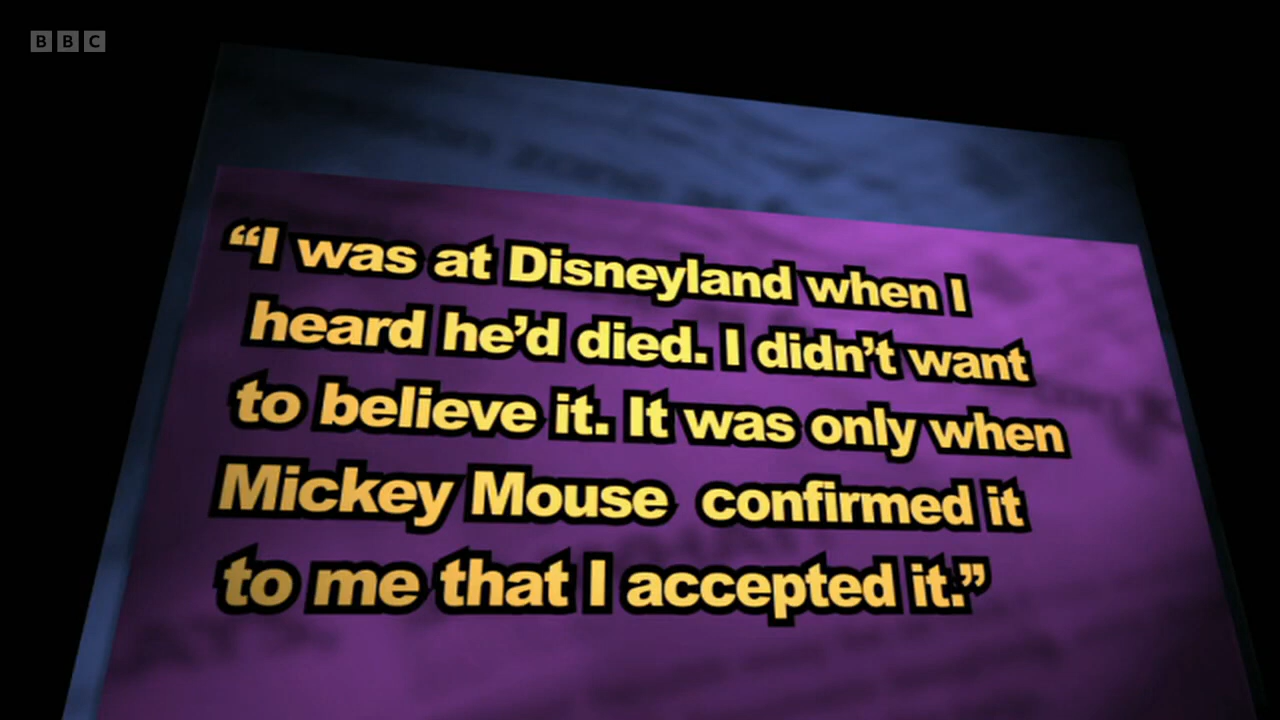 BBC
“I was at Disneyland when I
heard he’d died. I didn’t want
to believe it. It was only when
Mickey Mouse confirmed it
to me that I accepted it.”